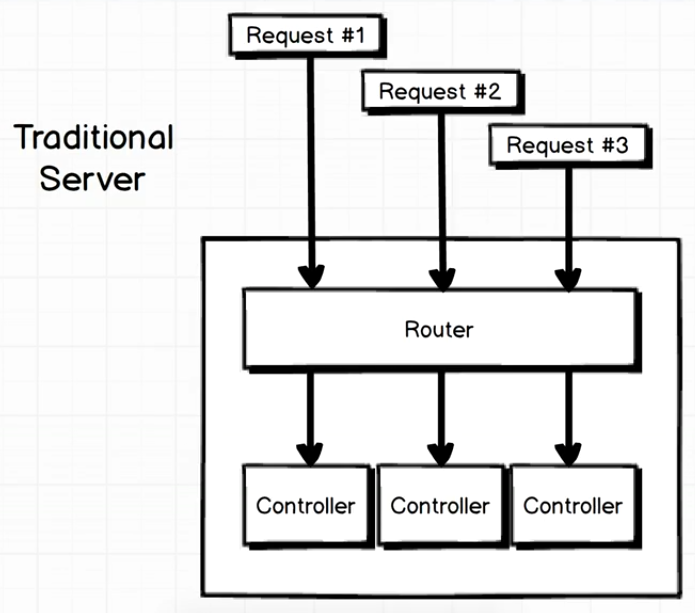 Request #1
Request #2
Request #3
Traditional
Server
Router
Controller
Controller
Controller